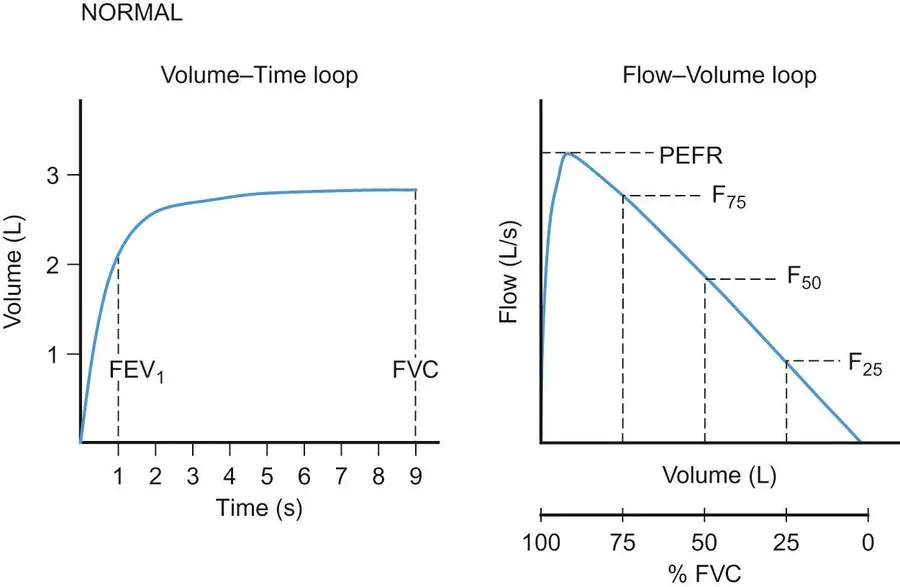 NORMAL
Volume–Time loop
Volume (L)
3
2
1
FEV₁
FVC
1 2 3 4 5 6 7 8 9
Time (s)
Flow–Volume loop
Flow (L/s)
PEFR
F₇₅
F₅₀
F₂₅
Volume (L)
100 75 50 25 0
% FVC